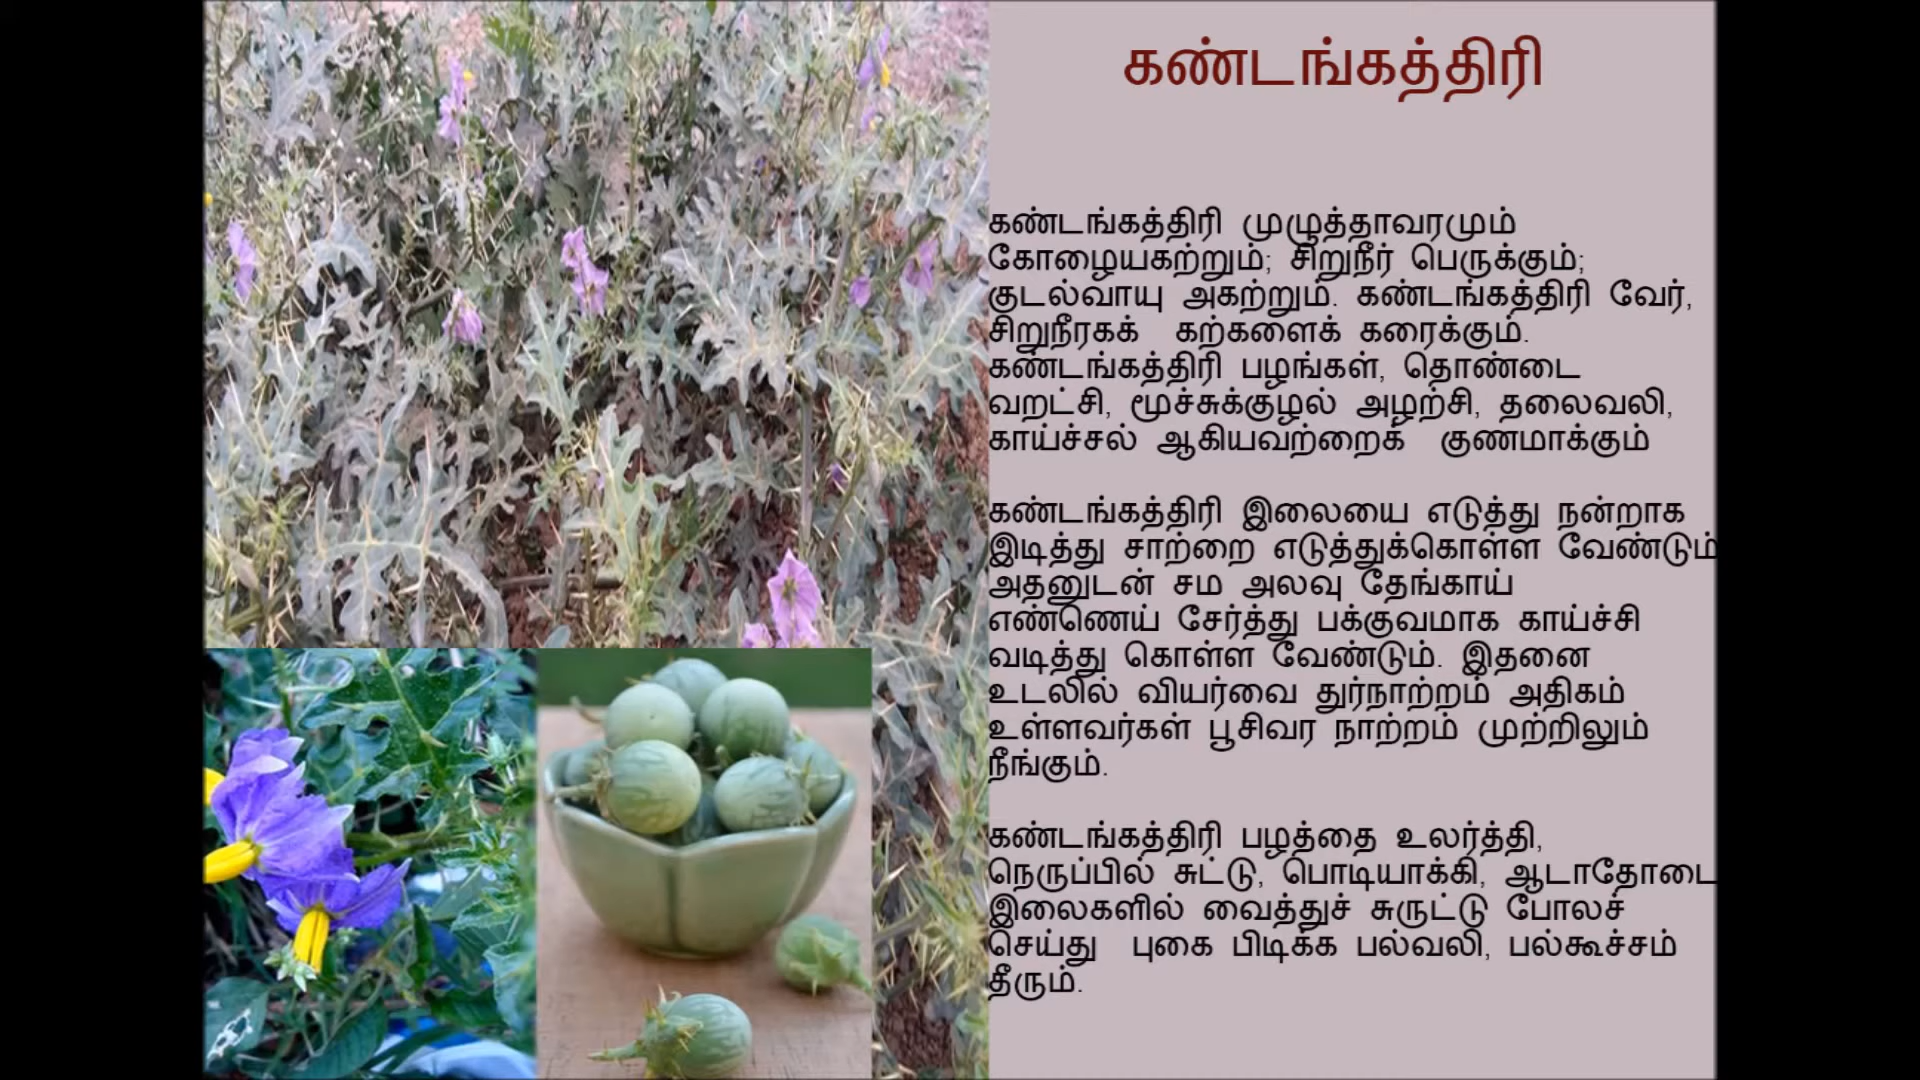 கண்டங்கத்திரி
கண்டங்கத்திரி முழுத்தாவரமும்
கோழையகற்றும்; சிறுநீர் பெருக்கும்;
குடல்வாயு அகற்றும். கண்டங்கத்திரி வேர்,
சிறுநீரகக் கற்களைக் கரைக்கும்.
கண்டங்கத்திரி பழங்கள், தொண்டை
வறட்சி, மூச்சுக்குழல் அழற்சி, தலைவலி,
காய்ச்சல் ஆகியவற்றைக் குணமாக்கும்
கண்டங்கத்திரி இலையை எடுத்து நன்றாக
இடித்து சாற்றை எடுத்துக்கொள்ள வேண்டும்
அதனுடன் சம அலவு தேங்காய்
எண்ணெய் சேர்த்து பக்குவமாக காய்ச்சி
வடித்து கொள்ள வேண்டும். இதனை
உடலில் வியர்வை துர்நாற்றம் அதிகம்
உள்ளவர்கள் பூசிவர நாற்றம் முற்றிலும்
நீங்கும்.
கண்டங்கத்திரி பழத்தை உலர்த்தி,
நெருப்பில் சுட்டு, பொடியாக்கி, ஆடாதோடை
இலைகளில் வைத்துச் சுருட்டு போலச்
செய்து புகை பிடிக்க பல்வலி, பல்கூச்சம்
தீரும்.